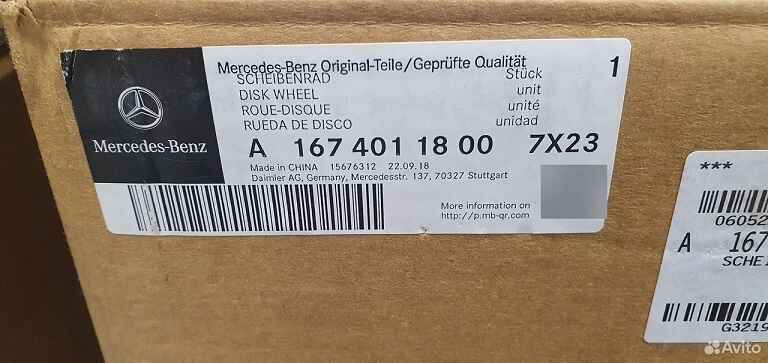 Mercedes-Benz Original-Teile/Geprüfte Qualität
SCHEIBENRAD
DISK WHEEL
ROUE-DISQUE
RUEDA DE DISCO
Stück
unit
unité
unidad
1
Mercedes-Benz
A 167 401 18 00 7X23
Made in CHINA 15676312 22.09.18
Daimler AG, Germany, Mercedesstr. 137, 70327 Stuttgart
More information on
http://p.mb-qr.com/
***
06052
A 167
SCHEI
G3219
Avito